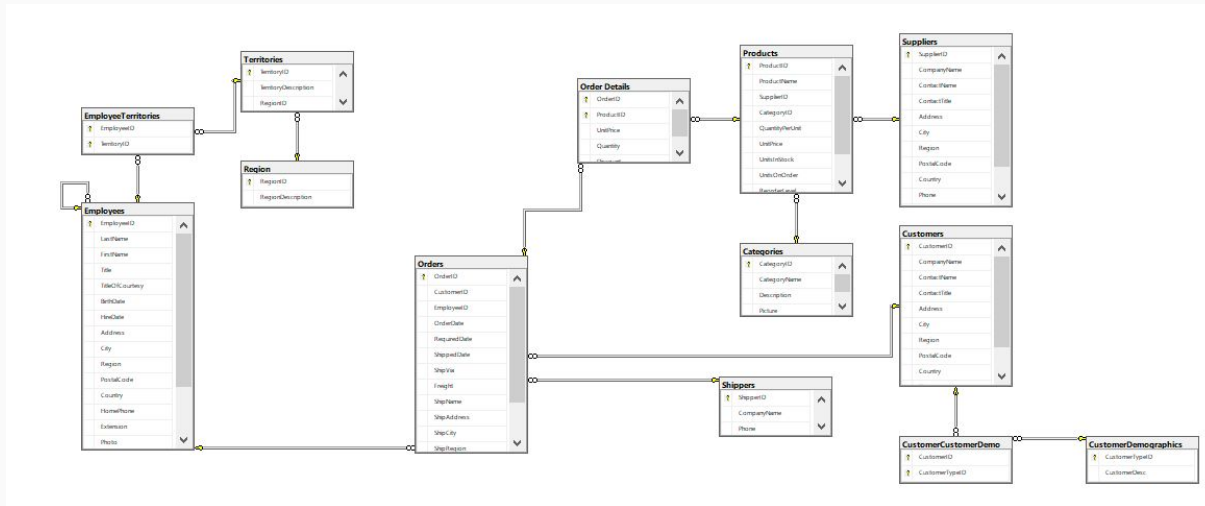 Territories
TerritoryID
TerritoryDescription
RegionID
EmployeeTerritories
EmployeeID
TerritoryID
Region
RegionID
RegionDescription
Employees
EmployeeID
LastName
FirstName
Title
TitleOfCourtesy
BirthDate
HireDate
Address
City
Region
PostalCode
Country
HomePhone
Extension
Photo
Orders
OrderID
CustomerID
EmployeeID
OrderDate
RequiredDate
ShippedDate
ShipVia
Freight
ShipName
ShipAddress
ShipCity
ShipRegion
Order Details
OrderID
ProductID
UnitPrice
Quantity
Discount
Products
ProductID
ProductName
SupplierID
CategoryID
QuantityPerUnit
UnitPrice
UnitsInStock
UnitsOnOrder
ReorderLevel
Categories
CategoryID
CategoryName
Description
Picture
Shippers
ShipperID
CompanyName
Phone
Suppliers
SupplierID
CompanyName
ContactName
ContactTitle
Address
City
Region
PostalCode
Country
Phone
Customers
CustomerID
CompanyName
ContactName
ContactTitle
Address
City
Region
PostalCode
Country
CustomerCustomerDemo
CustomerID
CustomerTypeID
CustomerDemographics
CustomerTypeID
CustomerDesc